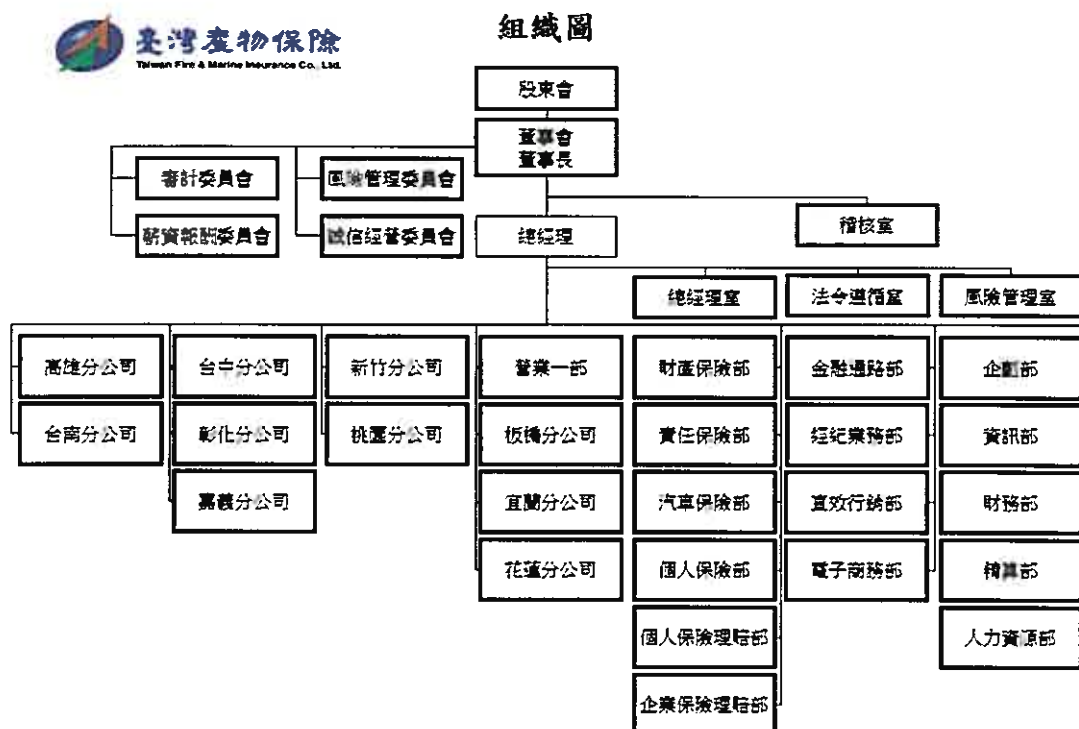 組織圖
臺灣產物保險
Taiwan Fire & Marine Insurance Co., Ltd.
股東會
董事會
董事長
審計委員會
風險管理委員會
薪資報酬委員會
誠信經營委員會
總經理
稽核室
總經理室
法令遵循室
風險管理室
高雄分公司
台中分公司
新竹分公司
營業一部
財產保險部
金融通路部
企劃部
台南分公司
彰化分公司
桃園分公司
板橋分公司
責任保險部
經紀業務部
資訊部
嘉義分公司
宜蘭分公司
汽車保險部
直效行銷部
財務部
花蓮分公司
個人保險部
電子商務部
精算部
個人保險理賠部
人力資源部
企業保險理賠部